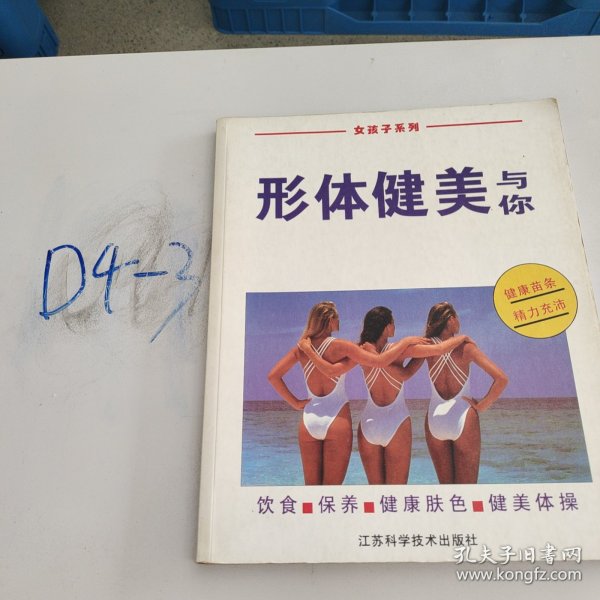 女孩子系列
形体健美与你
健康苗条
精力充沛
D4-3
饮食■保养■健康肤色■健美体操
江苏科学技术出版社
孔夫子旧书网
www.kongfz.com